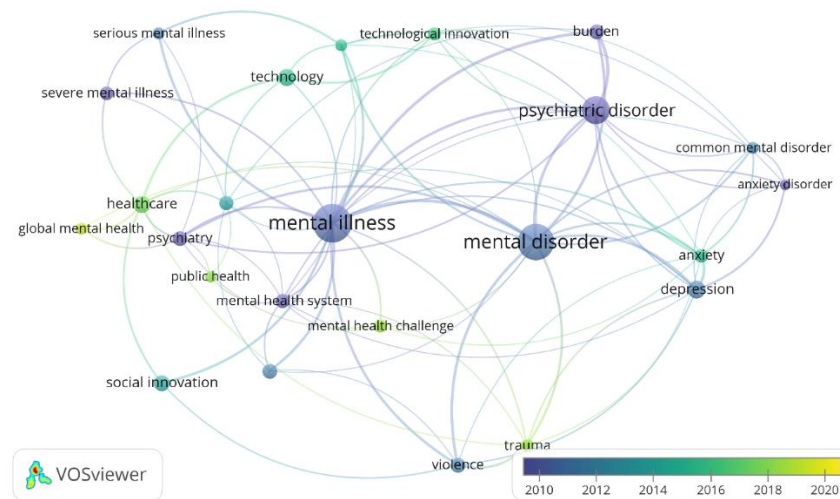 serious mental illness
technological innovation
burden
technology
severe mental illness
psychiatric disorder
common mental disorder
anxiety disorder
healthcare
global mental health
psychiatry
mental illness
mental disorder
anxiety
public health
depression
mental health system
mental health challenge
social innovation
trauma
violence
VOSviewer
2010 2012 2014 2016 2018 2020